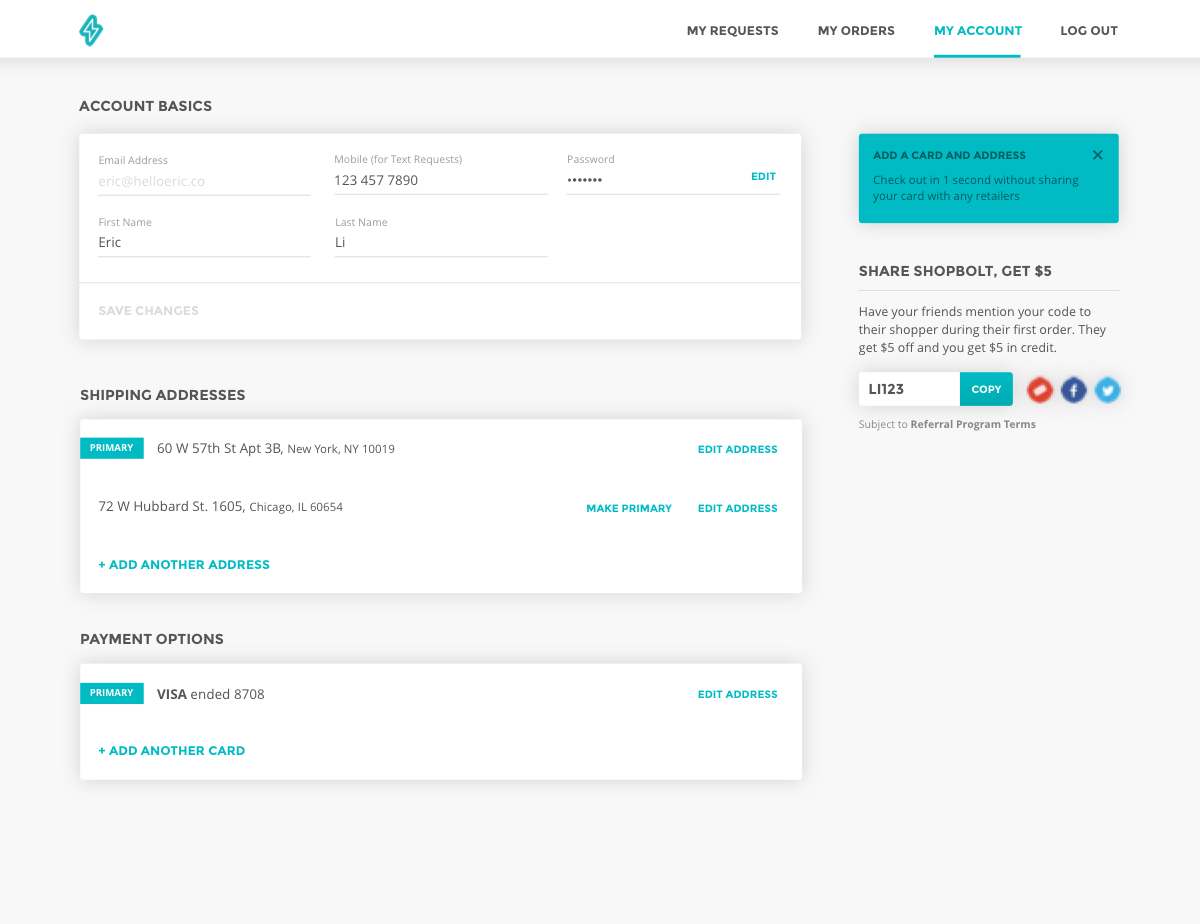 MY REQUESTS MY ORDERS MY ACCOUNT LOG OUT
ACCOUNT BASICS
Email Address Mobile (for Text Requests) Password
eric@helloeric.co 123 457 7890 ••••••• EDIT
First Name Last Name
Eric Li
SAVE CHANGES
SHIPPING ADDRESSES
PRIMARY 60 W 57th St Apt 3B, New York, NY 10019 EDIT ADDRESS
72 W Hubbard St. 1605, Chicago, IL 60654 MAKE PRIMARY EDIT ADDRESS
+ ADD ANOTHER ADDRESS
PAYMENT OPTIONS
PRIMARY VISA ended 8708 EDIT ADDRESS
+ ADD ANOTHER CARD
ADD A CARD AND ADDRESS
Check out in 1 second without sharing
your card with any retailers
SHARE SHOPBOLT, GET $5
Have your friends mention your code to
their shopper during their first order. They
get $5 off and you get $5 in credit.
LI123 COPY
Subject to Referral Program Terms